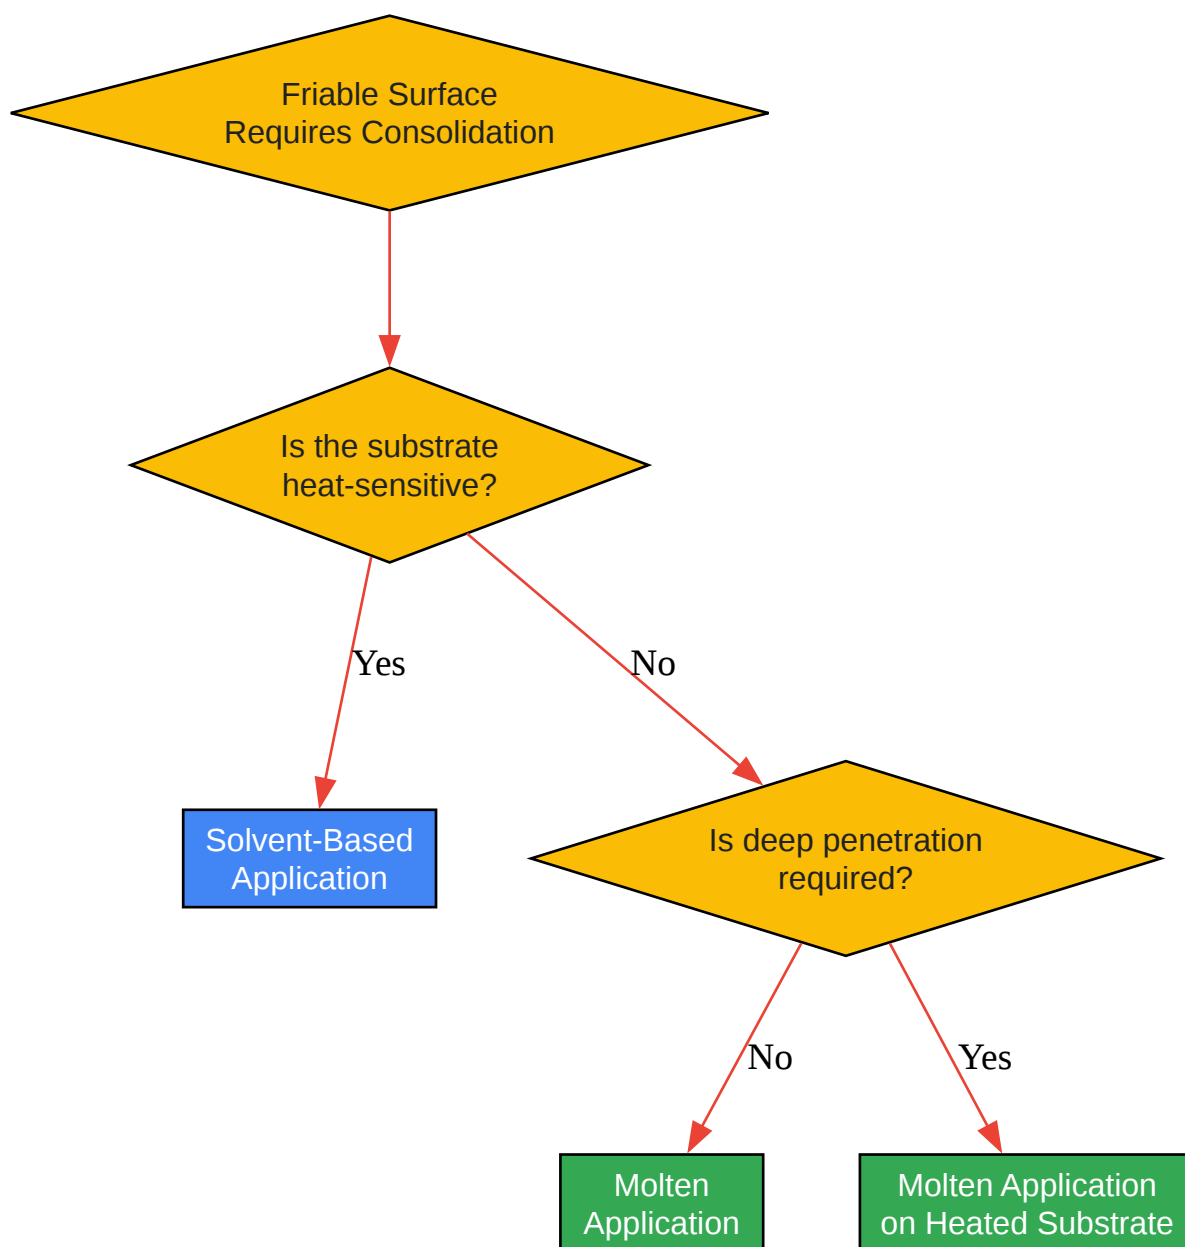 Friable Surface
Requires Consolidation
Is the substrate
heat-sensitive?
Yes
No
Solvent-Based
Application
Is deep penetration
required?
No
Yes
Molten
Application
Molten Application
on Heated Substrate